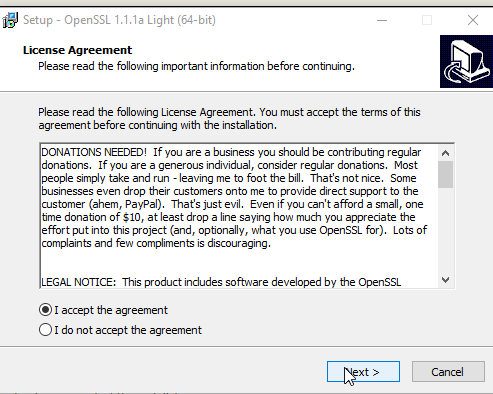 Setup - OpenSSL 1.1.1a Light (64-bit)
License Agreement
Please read the following important information before continuing.
Please read the following License Agreement. You must accept the terms of this
agreement before continuing with the installation.
DONATIONS NEEDED!  If you are a business you should be contributing regular
donations.  If you are a generous individual, consider regular donations.  Most
people simply take and run - leaving me to foot the bill.  That's not nice.  Some
businesses even drop their customers onto me to provide direct support to the
customer (ahem, PayPal).  That's just evil.  Even if you can't afford a small, one
time donation of $10, at least drop a line saying how much you appreciate the
effort put into this project (and, optionally, what you use OpenSSL for).  Lots of
complaints and few compliments is discouraging.
LEGAL NOTICE:  This product includes software developed by the OpenSSL
I accept the agreement
I do not accept the agreement
Next >
Cancel